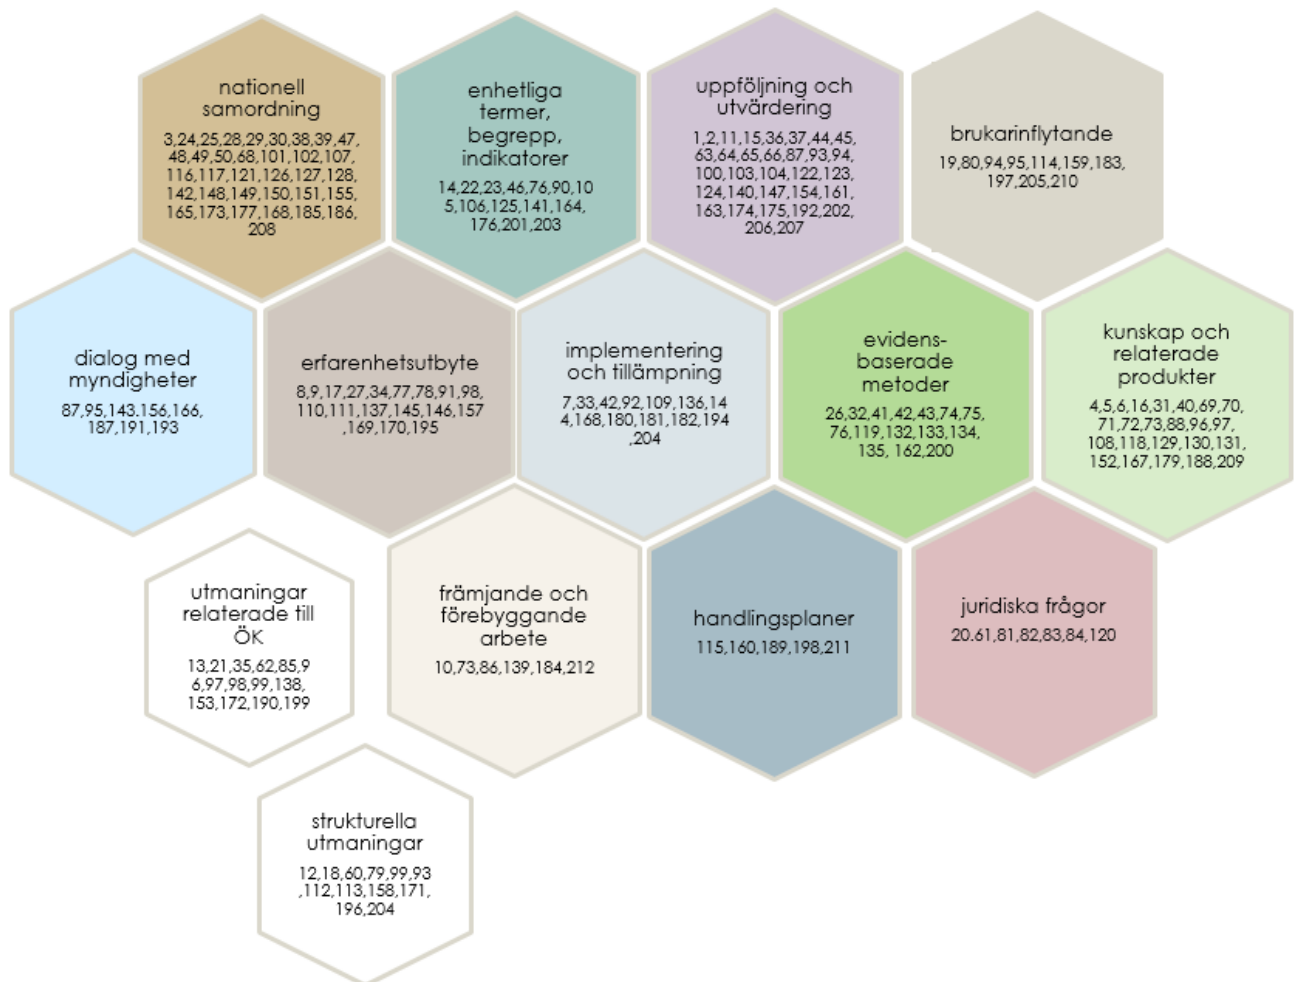 nationell
samordning
3,24,25,28,29,30,38,39,47,
48,49,50,68,101,102,107,
116,117,121,126,127,128,
142,148,149,150,151,155,
165,173,177,168,185,186,
208
enhetliga
termer,
begrepp,
indikatorer
14,22,23,46,76,90,10
5,106,125,141,164,
176,201,203
uppföljning och
utvärdering
1,2,11,15,36,37,44,45,
63,64,65,66,87,93,94,
100,103,104,122,123,
124,140,147,154,161,
163,174,175,192,202,
206,207
brukarinflytande
19,80,94,95,114,159,183,
197,205,210
dialog med
myndigheter
87,95,143.156,166,
187,191,193
erfarenhetsutbyte
8,9,17,27,34,77,78,91,98,
110,111,137,145,146,157
,169,170,195
implementering
och tillämpning
7,33,42,92,109,136,14
4,168,180,181,182,194
,204
evidens-
baserade
metoder
26,32,41,42,43,74,75,
76,119,132,133,134,
135, 162,200
kunskap och
relaterade
produkter
4,5,6,16,31,40,69,70,
71,72,73,88,96,97,
108,118,129,130,131,
152,167,179,188,209
utmaningar
relaterade till
ÖK
13,21,35,62,85,9
6,97,98,99,138,
153,172,190,199
främjande och
förebyggande
arbete
10,73,86,139,184,212
handlingsplaner
115,160,189,198,211
juridiska frågor
20.61,81,82,83,84,120
strukturella
utmaningar
12,18,60,79,99,93
,112,113,158,171,
196,204